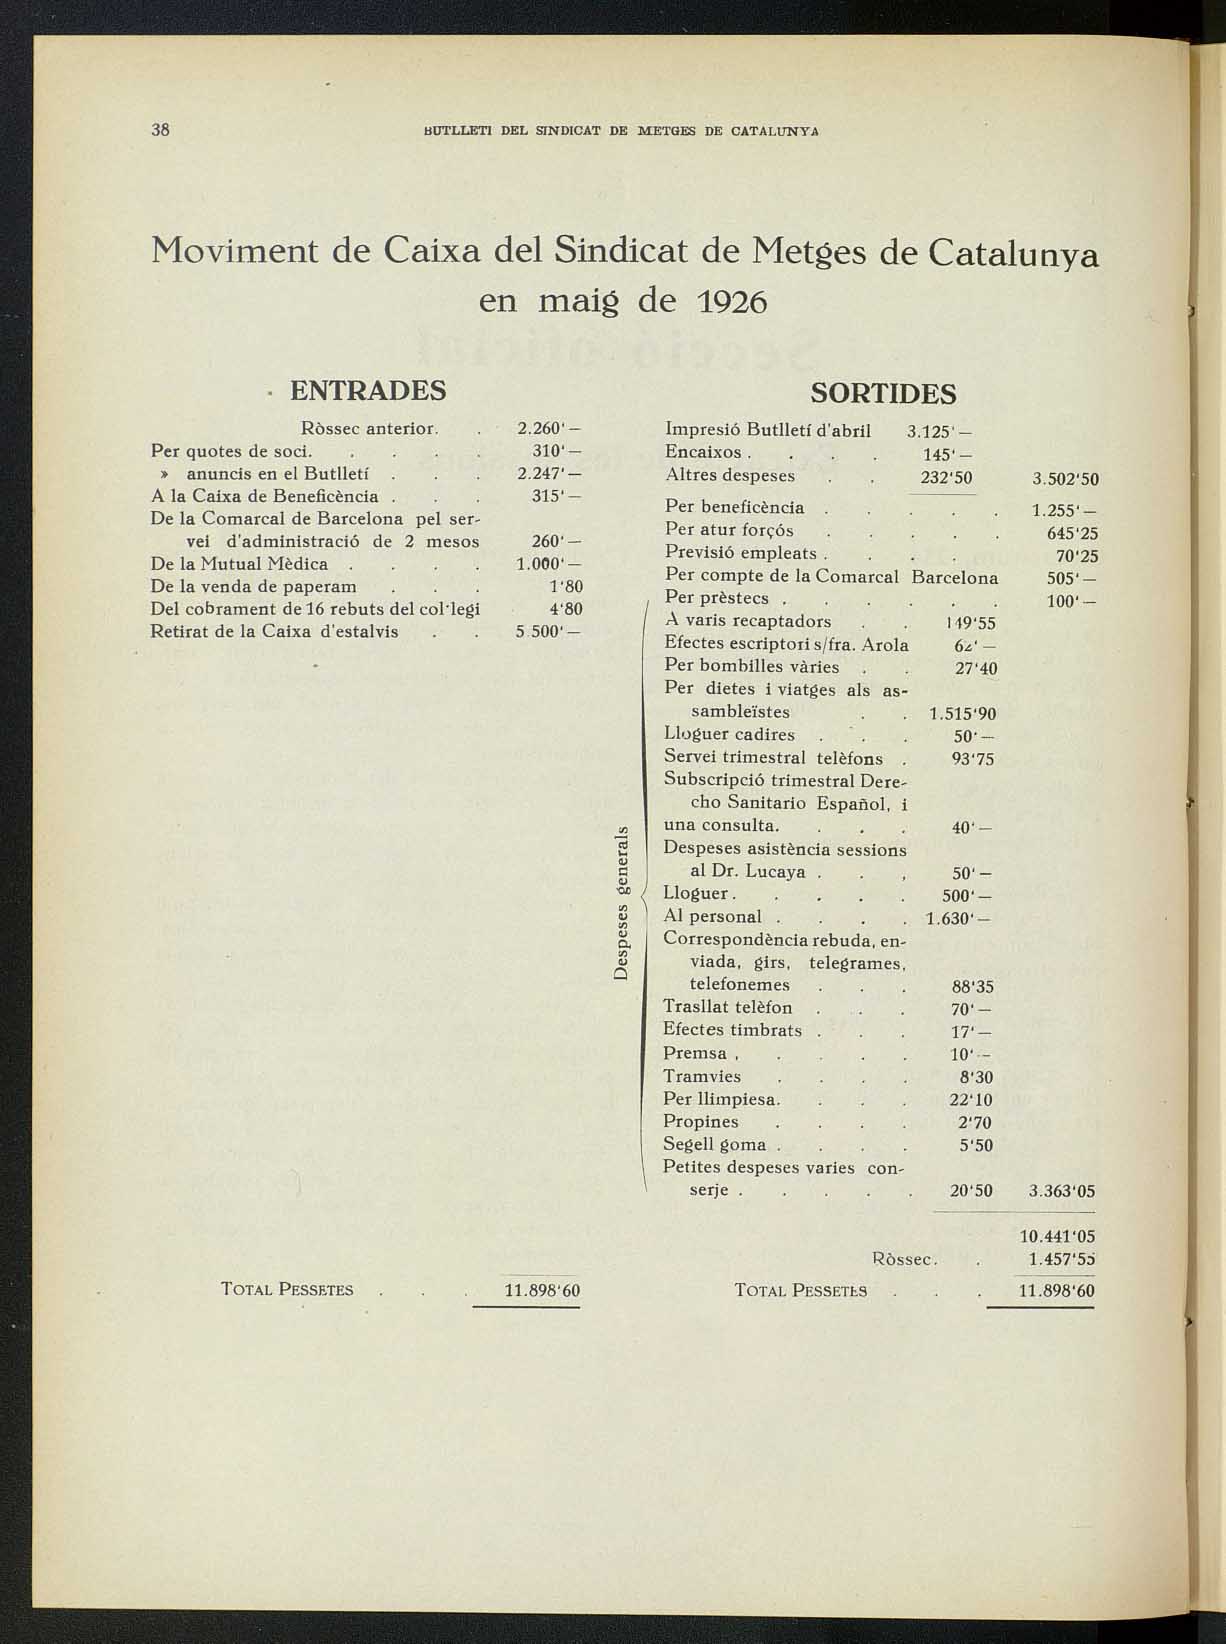 38
BUTLLETI DEL SINDICAT DE METGES DE CATALUNYA
Moviment de Caixa del Sindicat de Metges de Catalunya
en maig de 1926
ENTRADES
Ròssec anterior. . 2.260'—
Per quotes de soci. . . . . 310'—
» anuncis en el Butlletí . . . 2.247'—
A la Caixa de Beneficència . . . 315'—
De la Comarcal de Barcelona pel ser-
vei d'administració de 2 mesos 260'—
De la Mutual Mèdica . . . . 1.000'—
De la venda de paperam . . . 1'80
Del cobrament de 16 rebuts del col·legi 4'80
Retirat de la Caixa d'estalvis . . 5.500'—
TOTAL PESSETES . . . 11.898'60
SORTIDES
Impresió Butlletí d'abril 3.125'—
Encaixos . . . . 145'—
Altres despeses . . 232'50 3.502'50
Per beneficència . . . . . 1.255'—
Per atur forçós . . . . . 645'25
Previsió empleats . . . . . 70'25
Per compte de la Comarcal Barcelona 505'—
Per prèstecs . . . . . . 100'—
Despeses generals
A varis recaptadors . . 149'55
Efectes escriptori s/fra. Arola 62'—
Per bombilles vàries . . 27'40
Per dietes i viatges als as-
sambleïstes . . 1.515'90
Lloguer cadires . . . 50'—
Servei trimestral telèfons . 93'75
Subscripció trimestral Dere-
cho Sanitario Español, i
una consulta. . . . 40'—
Despeses asistència sessions
al Dr. Lucaya . . , 50'—
Lloguer . . . . . 500'—
Al personal . . . . 1.630'—
Correspondència rebuda, en-
viada, girs, telegrames,
telefonemes . . . 88'35
Trasllat telèfon . . . 70'—
Efectes timbrats . . . 17'—
Premsa , . . . . 10'—
Tramvies . . . . 8'30
Per llimpiesa. . . . 22'10
Propines . . . . 2'70
Segell goma . . . . 5'50
Petites despeses varies con-
serje . . . . . 20'50 3.363'05
10.441'05
Ròssec. . 1.457'55
TOTAL PESSETES . . . 11.898'60